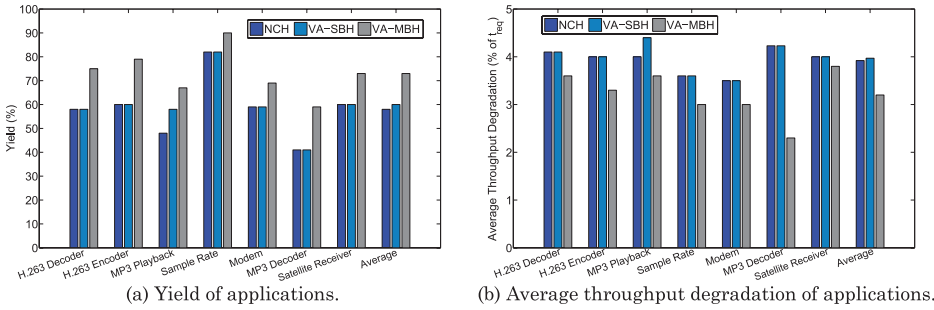 100
90
80
70
60
50
40
30
20
10
0
Yield (%)
NCH VA-SBH VA-MBH
H.263 Decoder
H.263 Encoder
MP3 Playback
Sample Rate
Modem
MP3 Decoder
Satellite Receiver
Average
(a) Yield of applications.
5
4
3
2
1
0
Average Throughput Degradation (% of t_req)
NCH VA-SBH VA-MBH
H.263 Decoder
H.263 Encoder
MP3 Playback
Sample Rate
Modem
MP3 Decoder
Satellite Receiver
Average
(b) Average throughput degradation of applications.